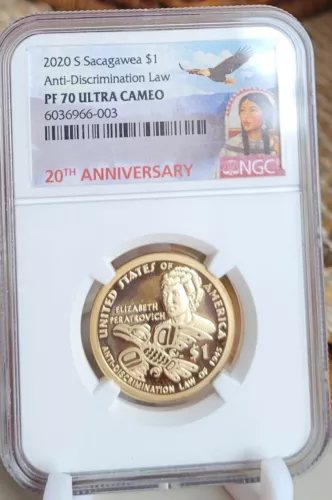 2020 S Sacagawea $1
Anti-Discrimination Law
PF 70 ULTRA CAMEO
6036966-003
20TH ANNIVERSARY
NGC
UNITED STATES OF AMERICA
ELIZABETH
PERATROVICH
$1
ANTI-DISCRIMINATION LAW OF 1945